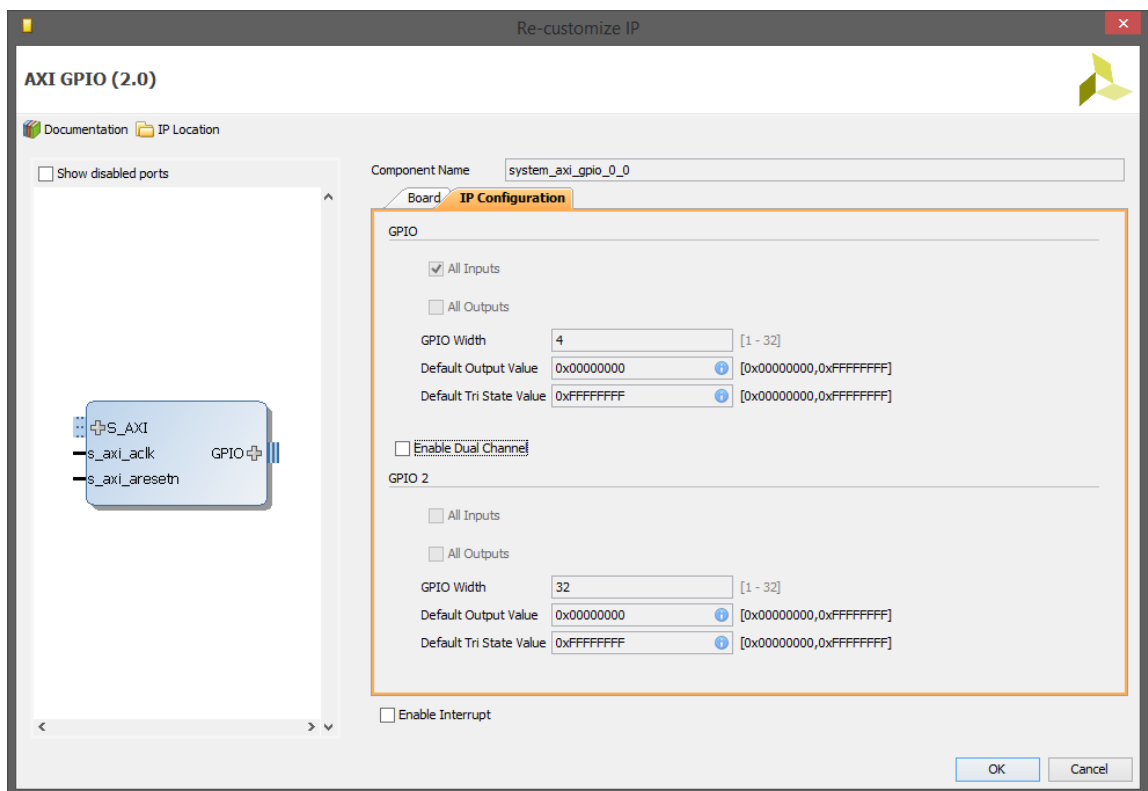 Re-customize IP
AXI GPIO (2.0)
Documentation IP Location
Show disabled ports
S_AXI
s_axi_aclk GPIO
s_axi_aresetn
Component Name system_axi_gpio_0_0
Board IP Configuration
GPIO
All Inputs
All Outputs
GPIO Width 4 [1 - 32]
Default Output Value 0x00000000 [0x00000000,0xFFFFFFFF]
Default Tri State Value 0xFFFFFFFF [0x00000000,0xFFFFFFFF]
Enable Dual Channel
GPIO 2
All Inputs
All Outputs
GPIO Width 32 [1 - 32]
Default Output Value 0x00000000 [0x00000000,0xFFFFFFFF]
Default Tri State Value 0xFFFFFFFF [0x00000000,0xFFFFFFFF]
Enable Interrupt
OK Cancel